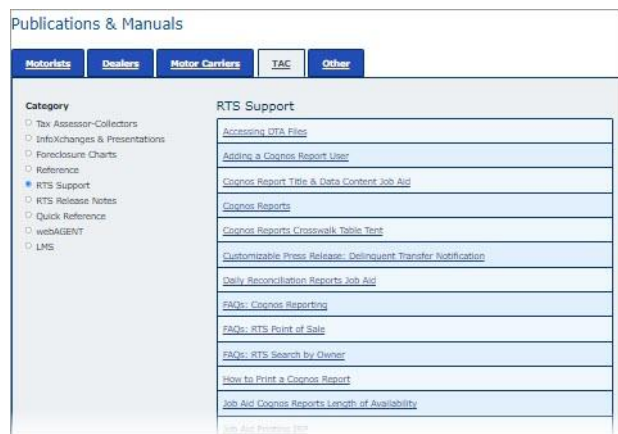 Publications & Manuals
Motorists
Dealers
Motor Carriers
TAC
Other
Category
Tax Assessor-Collectors
InfoXchanges & Presentations
Foreclosure Charts
Reference
RTS Support
RTS Release Notes
Quick Reference
webAGENT
LMS
RTS Support
Accessing DTA Files
Adding a Cognos Report User
Cognos Report Title & Data Content Job Aid
Cognos Reports
Cognos Reports Crosswalk Table Tent
Customizable Press Release: Delinquent Transfer Notification
Daily Reconciliation Reports Job Aid
FAQs: Cognos Reporting
FAQs: RTS Point of Sale
FAQs: RTS Search by Owner
How to Print a Cognos Report
Job Aid Cognos Reports Length of Availability
Job Aid Printing